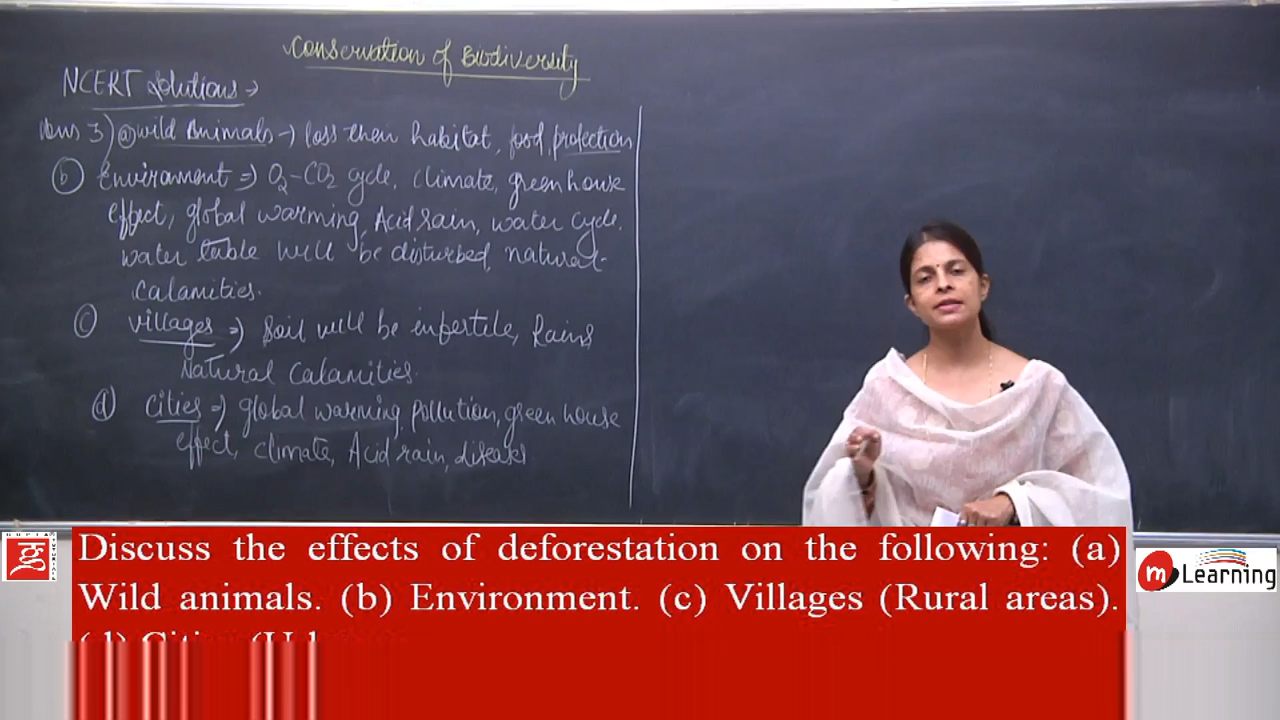 Conservation of Biodiversity
NCERT Solutions →
Ans 3) (a) Wild Animals → loss their habitat, food, protection
(b) Environment ⇒ O2-CO2 cycle, climate, green house
effect, global warming, Acid rain, water cycle,
water table will be disturbed, natural-
calamities.
(c) villages ⇒ Soil will be infertile, Rains,
Natural Calamities.
(d) Cities ⇒ global warming, pollution, green house
effect, climate, Acid rain, diseases
Discuss the effects of deforestation on the following: (a)
Wild animals. (b) Environment. (c) Villages (Rural areas).
GUPTA
ग
m Learning